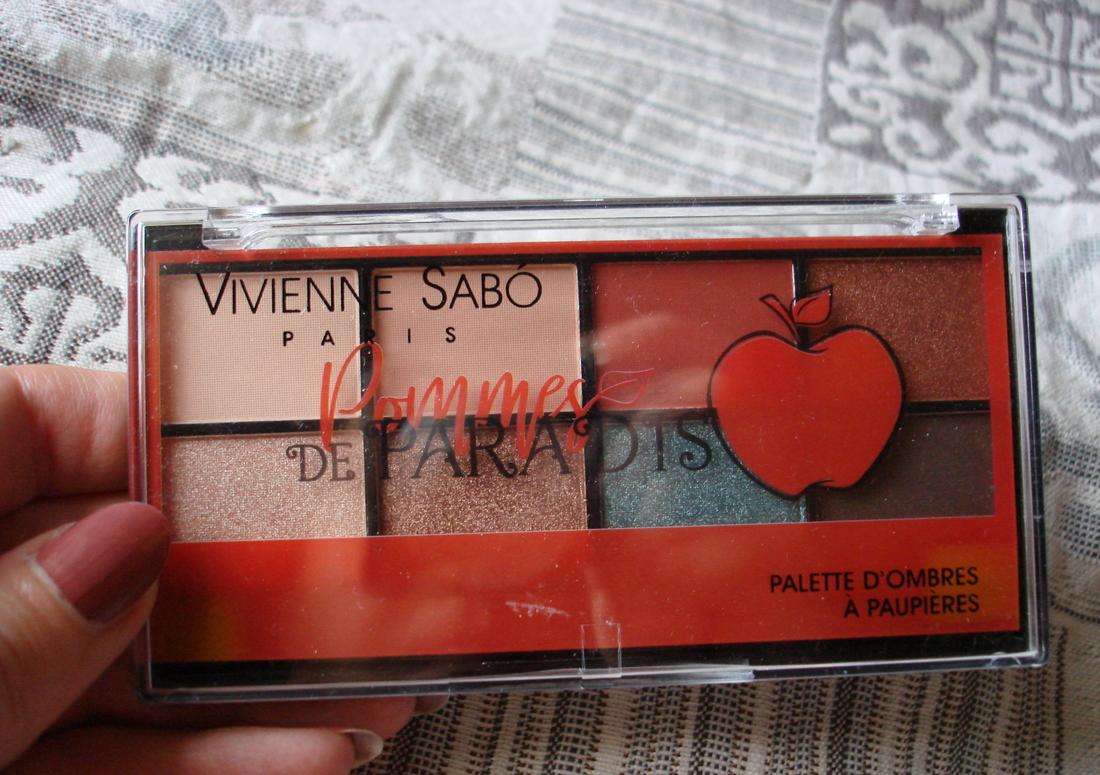 VIVIENNE SABÓ
PARIS
Pommes
DE PARADIS
PALETTE D'OMBRES
À PAUPIÈRES